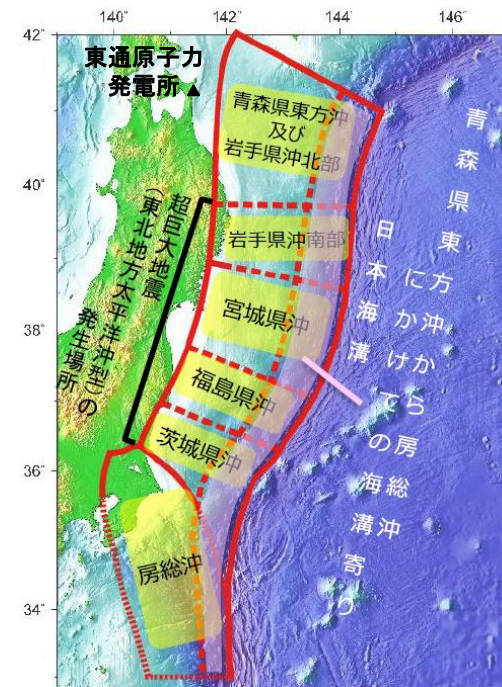 140°
142°
144°
146°
42°
東通原子力
発電所▲
青森県東方沖
及び
岩手県沖北部
40°
岩手県沖南部
超巨大地震
(東北地方太平洋沖型)の
発生場所
宮城県沖
38°
福島県沖
茨城県沖
36°
房総沖
34°
日本海溝
青森県東方沖から房総沖
にかけての海溝寄り